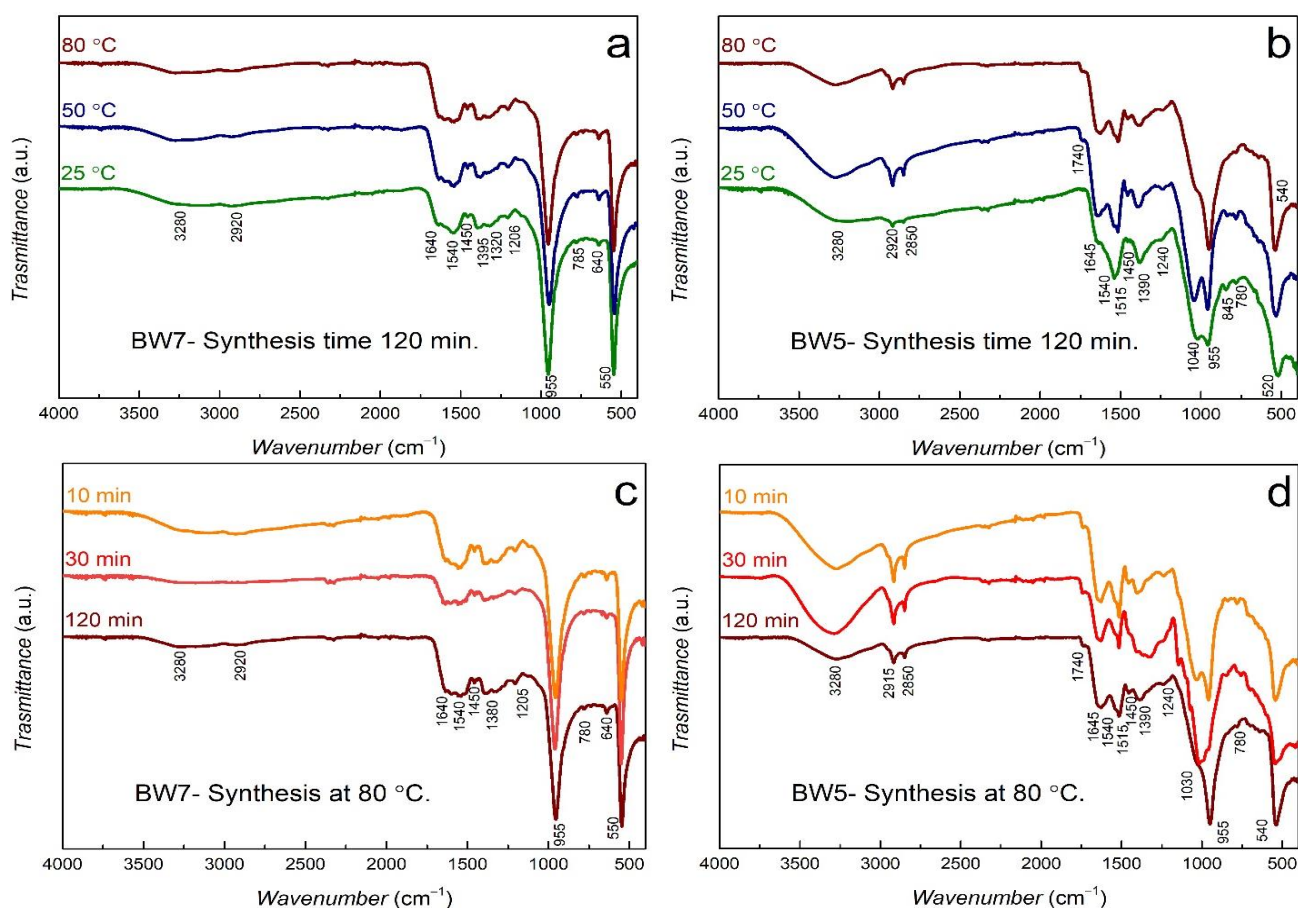 a
80 °C
50 °C
25 °C
3280
2920
1640
1540
1450
1395
1320
1206
955
785
640
550
BW7- Synthesis time 120 min.
Trasmittance (a.u.)
4000 3500 3000 2500 2000 1500 1000 500
Wavenumber (cm⁻¹)
b
80 °C
50 °C
25 °C
1740
3280
2920
2850
1645
1540
1515
1450
1390
1240
1040
955
845
780
540
520
BW5- Synthesis time 120 min.
Trasmittance (a.u.)
4000 3500 3000 2500 2000 1500 1000 500
Wavenumber (cm⁻¹)
c
10 min
30 min
120 min
3280
2920
1640
1540
1450
1380
1205
955
780
640
550
BW7- Synthesis at 80 °C.
Trasmittance (a.u.)
4000 3500 3000 2500 2000 1500 1000 500
Wavenumber (cm⁻¹)
d
10 min
30 min
120 min
3280
2915
2850
1740
1645
1540
1515
1450
1390
1240
1030
955
780
540
BW5- Synthesis at 80 °C.
Trasmittance (a.u.)
4000 3500 3000 2500 2000 1500 1000 500
Wavenumber (cm⁻¹)